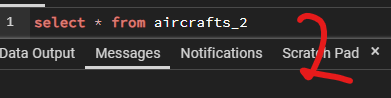 1 select * from aircrafts_2
Data Output Messages Notifications Scratch Pad ×
2